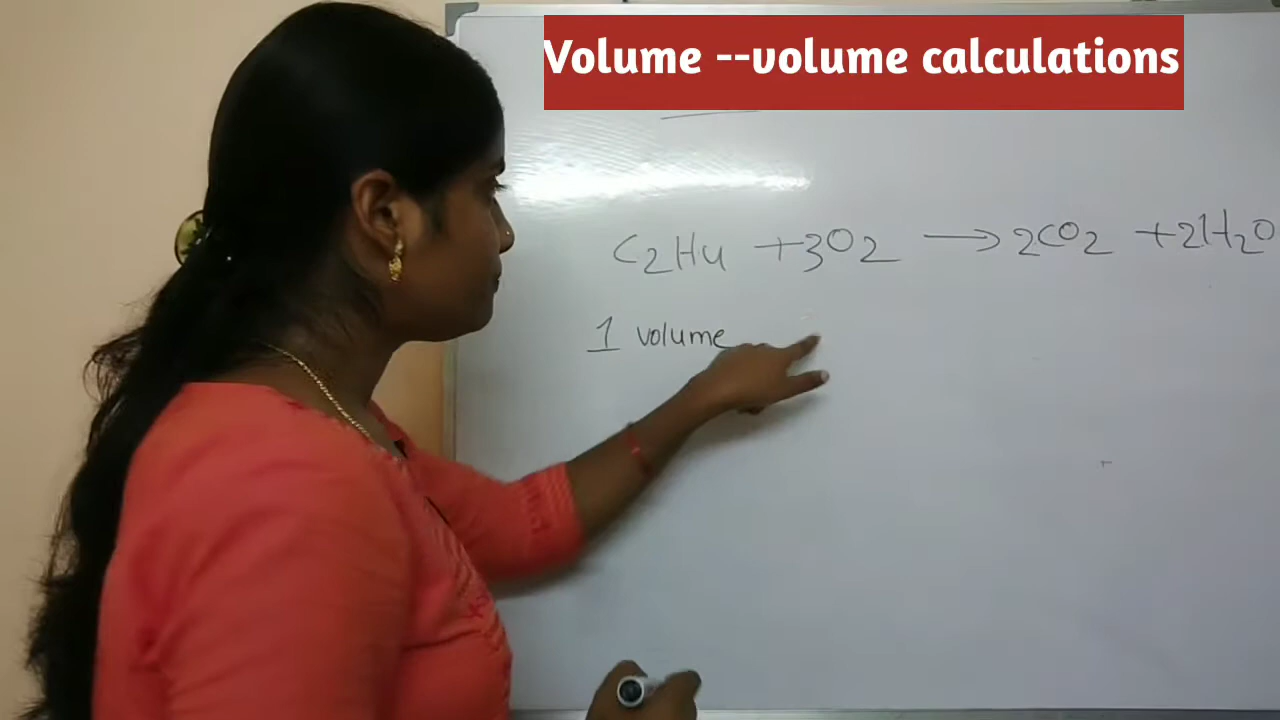 Volume --volume calculations
C2H4 +3O2 → 2CO2 +2H2O
1 volume